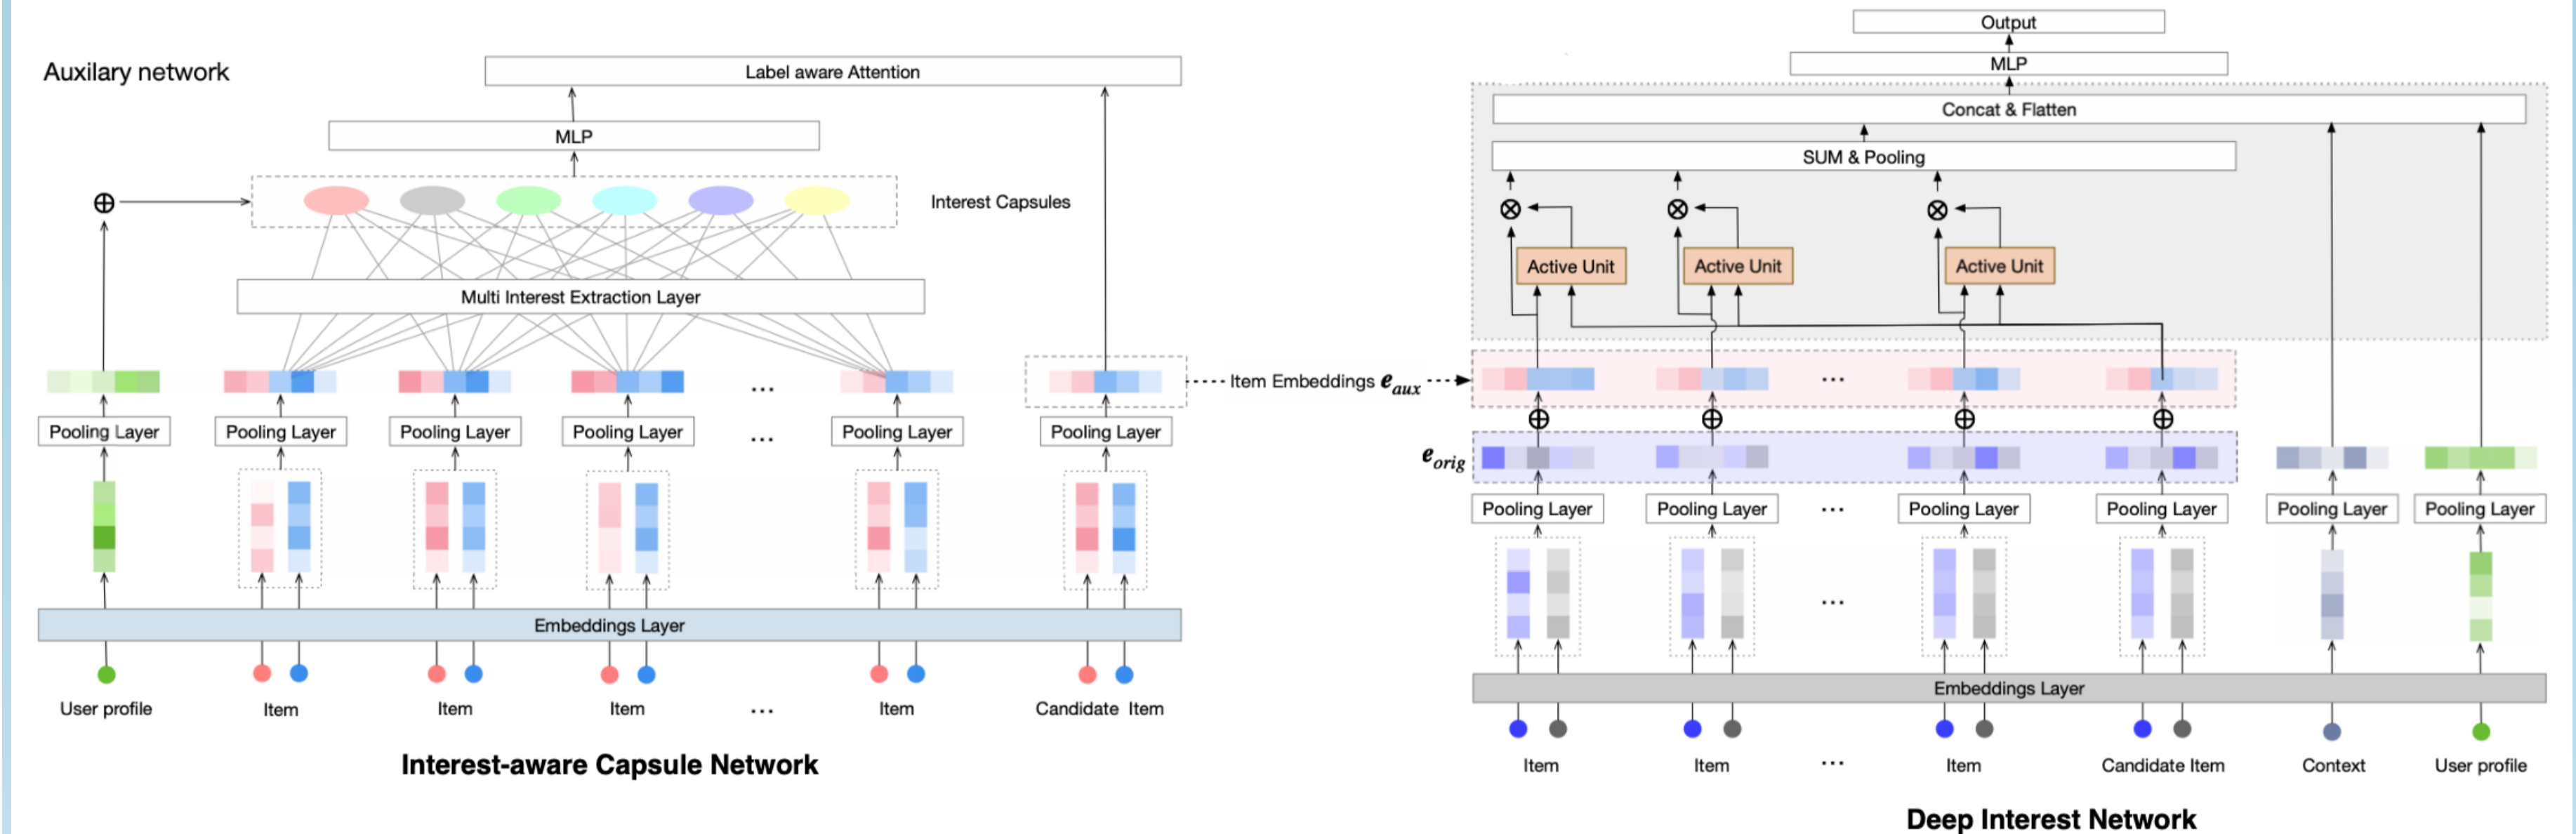 Auxilary network
Label aware Attention
MLP
Interest Capsules
Multi Interest Extraction Layer
Pooling Layer
Pooling Layer
Pooling Layer
Pooling Layer
...
Pooling Layer
Pooling Layer
Embeddings Layer
User profile
Item
Item
Item
...
Item
Candidate Item
Interest-aware Capsule Network
Item Embeddings e_aux
Output
MLP
Concat & Flatten
SUM & Pooling
Active Unit
Active Unit
Active Unit
...
e_orig
Pooling Layer
Pooling Layer
...
Pooling Layer
Pooling Layer
Pooling Layer
Pooling Layer
...
Embeddings Layer
Item
Item
...
Item
Candidate Item
Context
User profile
Deep Interest Network